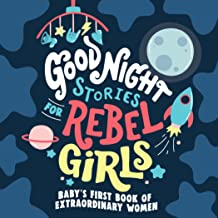 GOOD NIGHT
STORIES
FOR REBEL
GIRLS
BABY'S FIRST BOOK OF
EXTRAORDINARY WOMEN